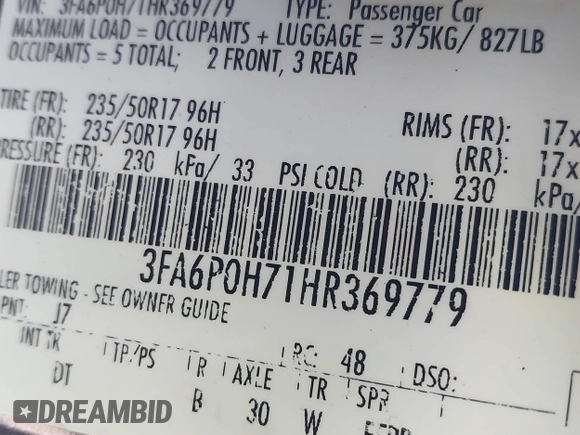 VIN: 3FA6P0H71HR369779 TYPE: Passenger Car
MAXIMUM LOAD = OCCUPANTS + LUGGAGE = 375KG/ 827LB
OCCUPANTS = 5 TOTAL; 2 FRONT, 3 REAR
TIRE (FR): 235/50R17 96H RIMS (FR): 17x
(RR): 235/50R17 96H (RR): 17x
PRESSURE (FR): 230 kPa/ 33 PSI COLD (RR): 230 kPa/
3FA6P0H71HR369779
TOWING - SEE OWNER GUIDE
PNT: J7 RC: 48 DSO:
INT TR TP/PS R AXLE TR SPR
DT B 30 W
DREAMBID